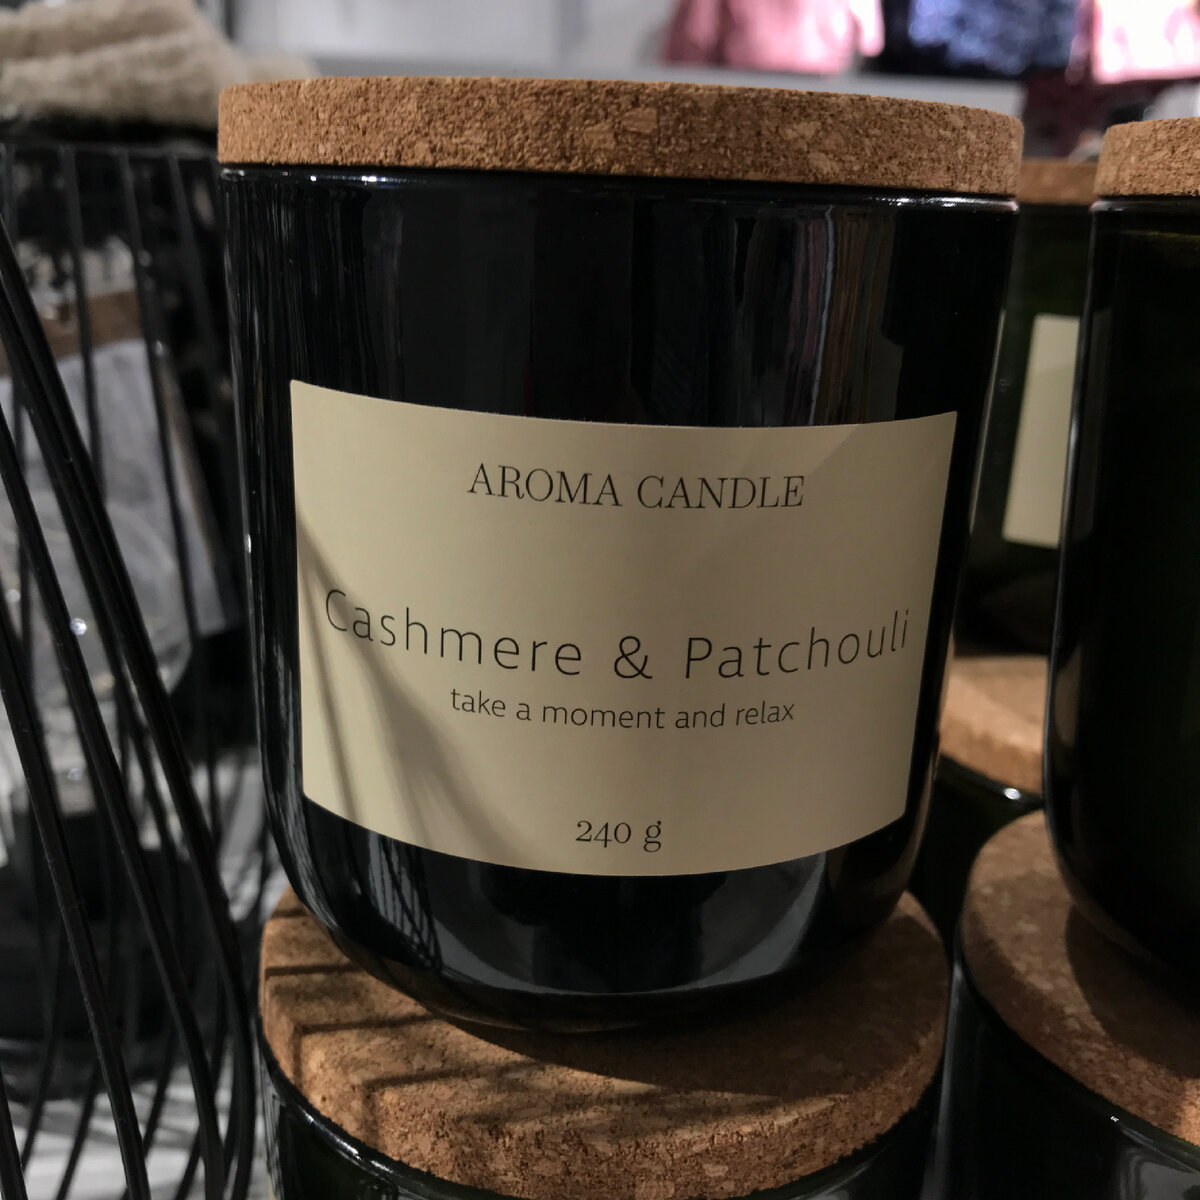 AROMA CANDLE
Cashmere & Patchouli
take a moment and relax
240 g